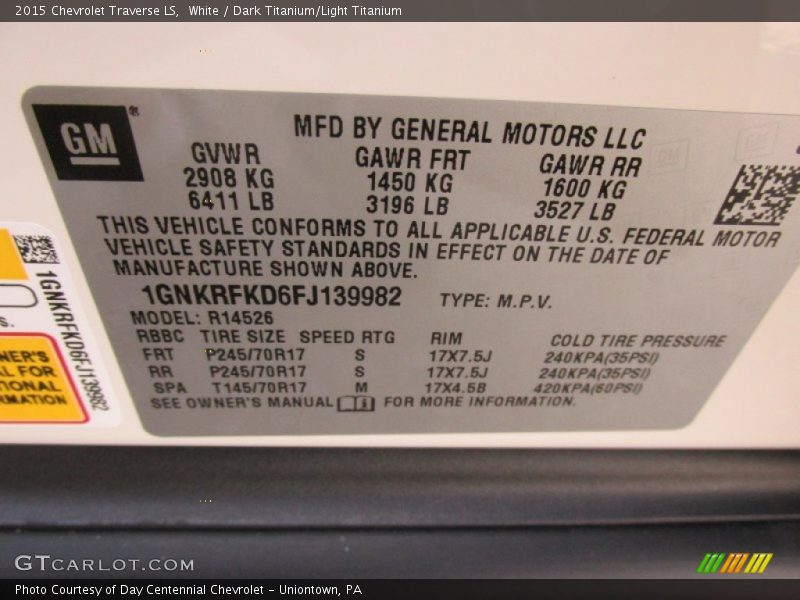 2015 Chevrolet Traverse LS, White / Dark Titanium/Light Titanium
GM®
MFD BY GENERAL MOTORS LLC
GVWR GAWR FRT GAWR RR
2908 KG 1450 KG 1600 KG
6411 LB 3196 LB 3527 LB
THIS VEHICLE CONFORMS TO ALL APPLICABLE U.S. FEDERAL MOTOR
VEHICLE SAFETY STANDARDS IN EFFECT ON THE DATE OF
MANUFACTURE SHOWN ABOVE.
1GNKRFKD6FJ139982 TYPE: M.P.V.
MODEL: R14526
RBBC TIRE SIZE SPEED RTG RIM COLD TIRE PRESSURE
FRT P245/70R17 S 17X7.5J 240KPA(35PSI)
RR P245/70R17 S 17X7.5J 240KPA(35PSI)
SPA T145/70R17 M 17X4.5B 420KPA(60PSI)
SEE OWNER'S MANUAL FOR MORE INFORMATION.
1GNKRFKD6FJ139982
S.
NER'S
AL FOR
TIONAL
RMATION
GTCARLOT.COM
Photo Courtesy of Day Centennial Chevrolet - Uniontown, PA